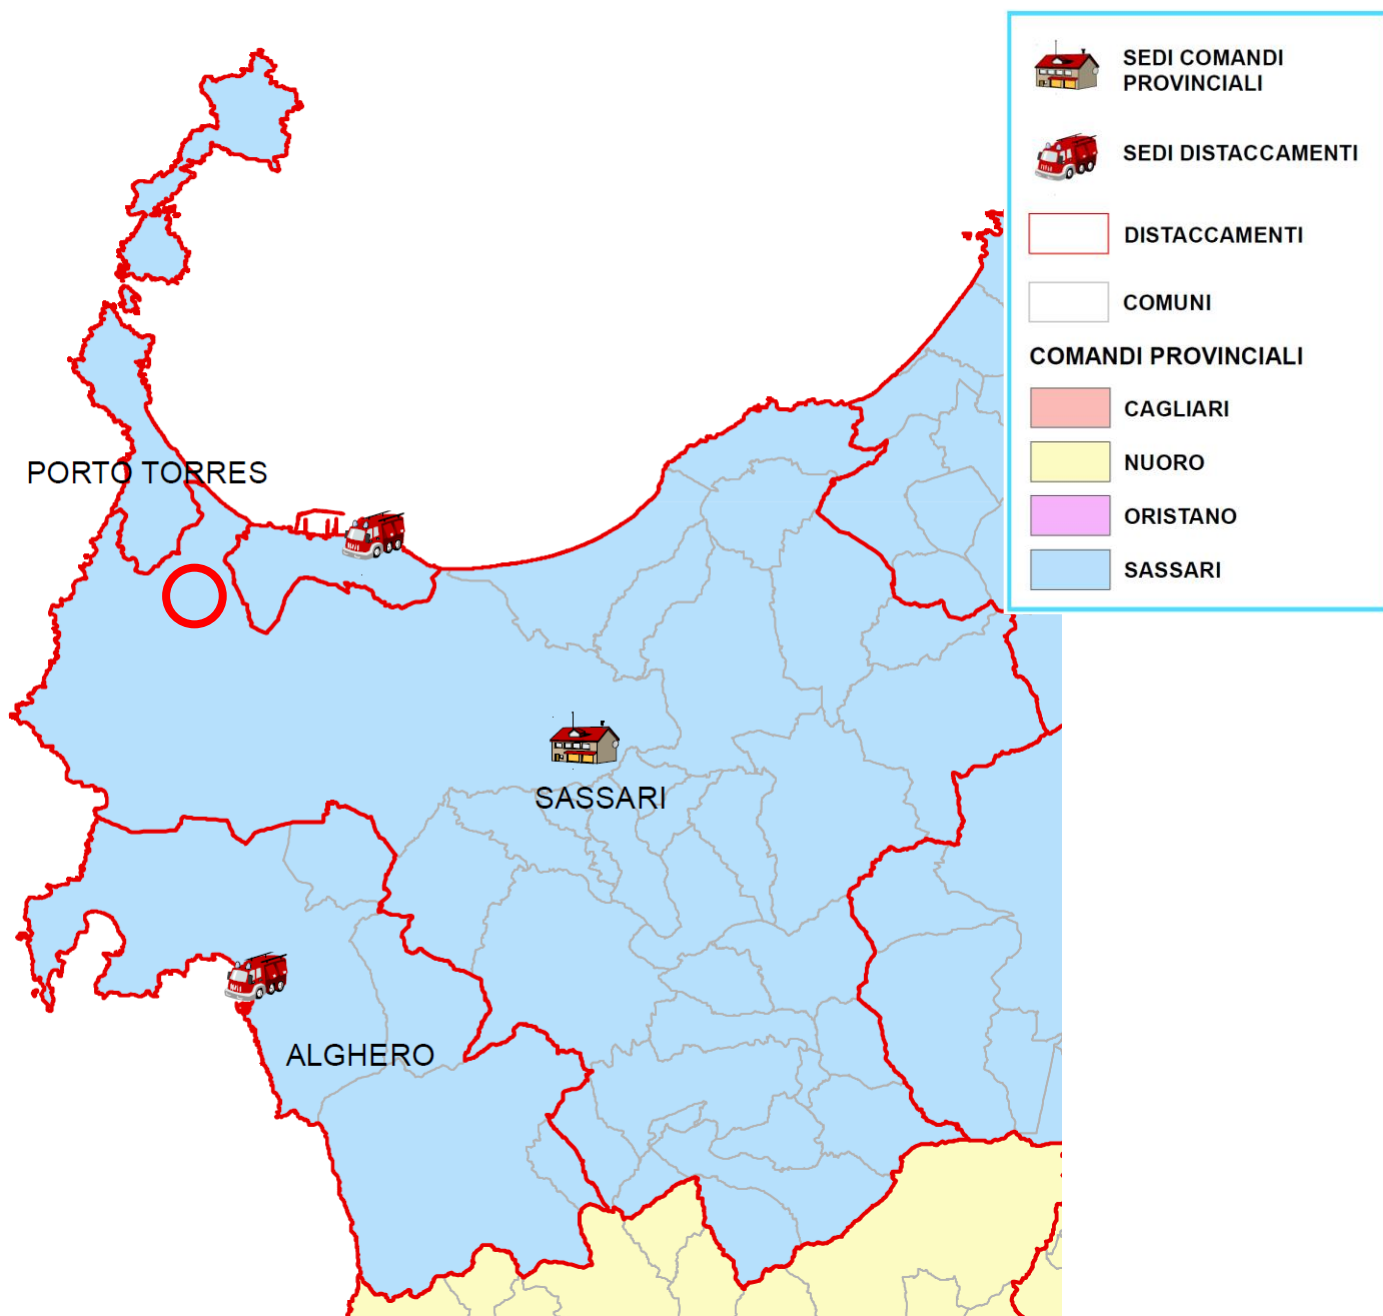 SEDI COMANDI
PROVINCIALI
SEDI DISTACCAMENTI
DISTACCAMENTI
COMUNI
COMANDI PROVINCIALI
CAGLIARI
NUORO
ORISTANO
SASSARI
PORTO TORRES
SASSARI
ALGHERO